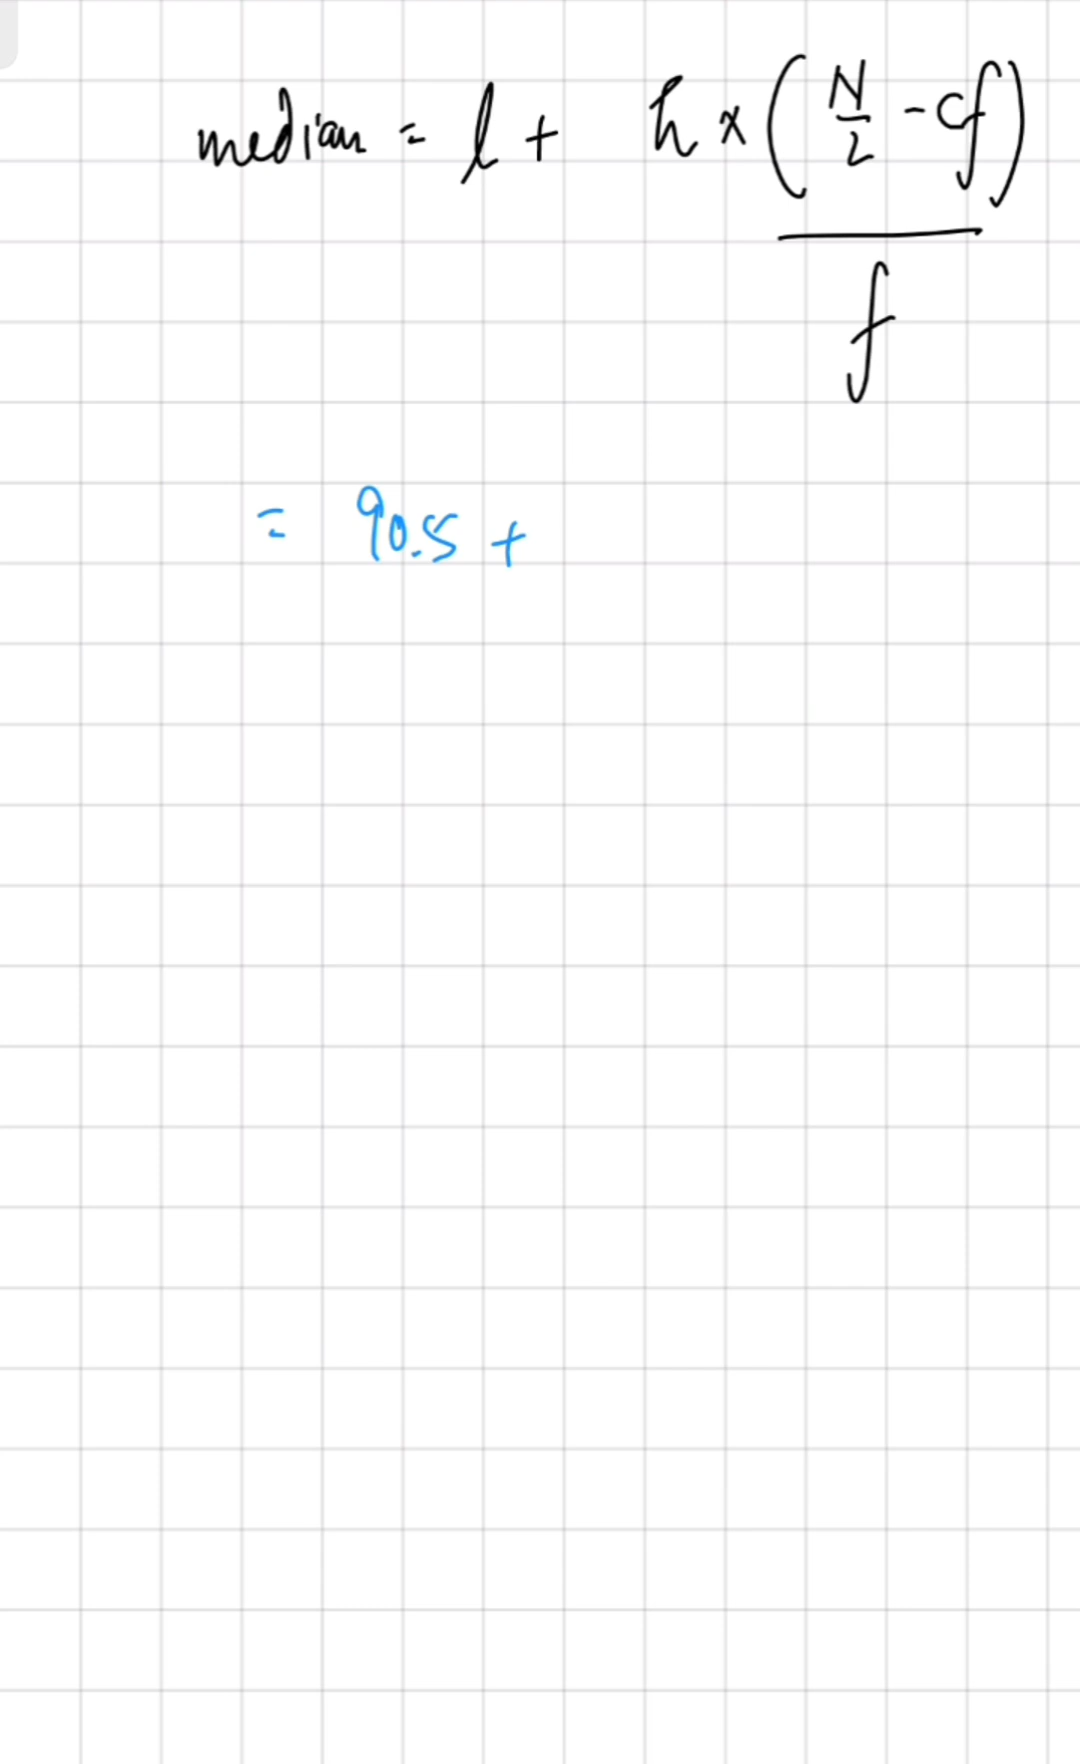 median = l + h × (N/2 - cf)
f
= 90.5 +